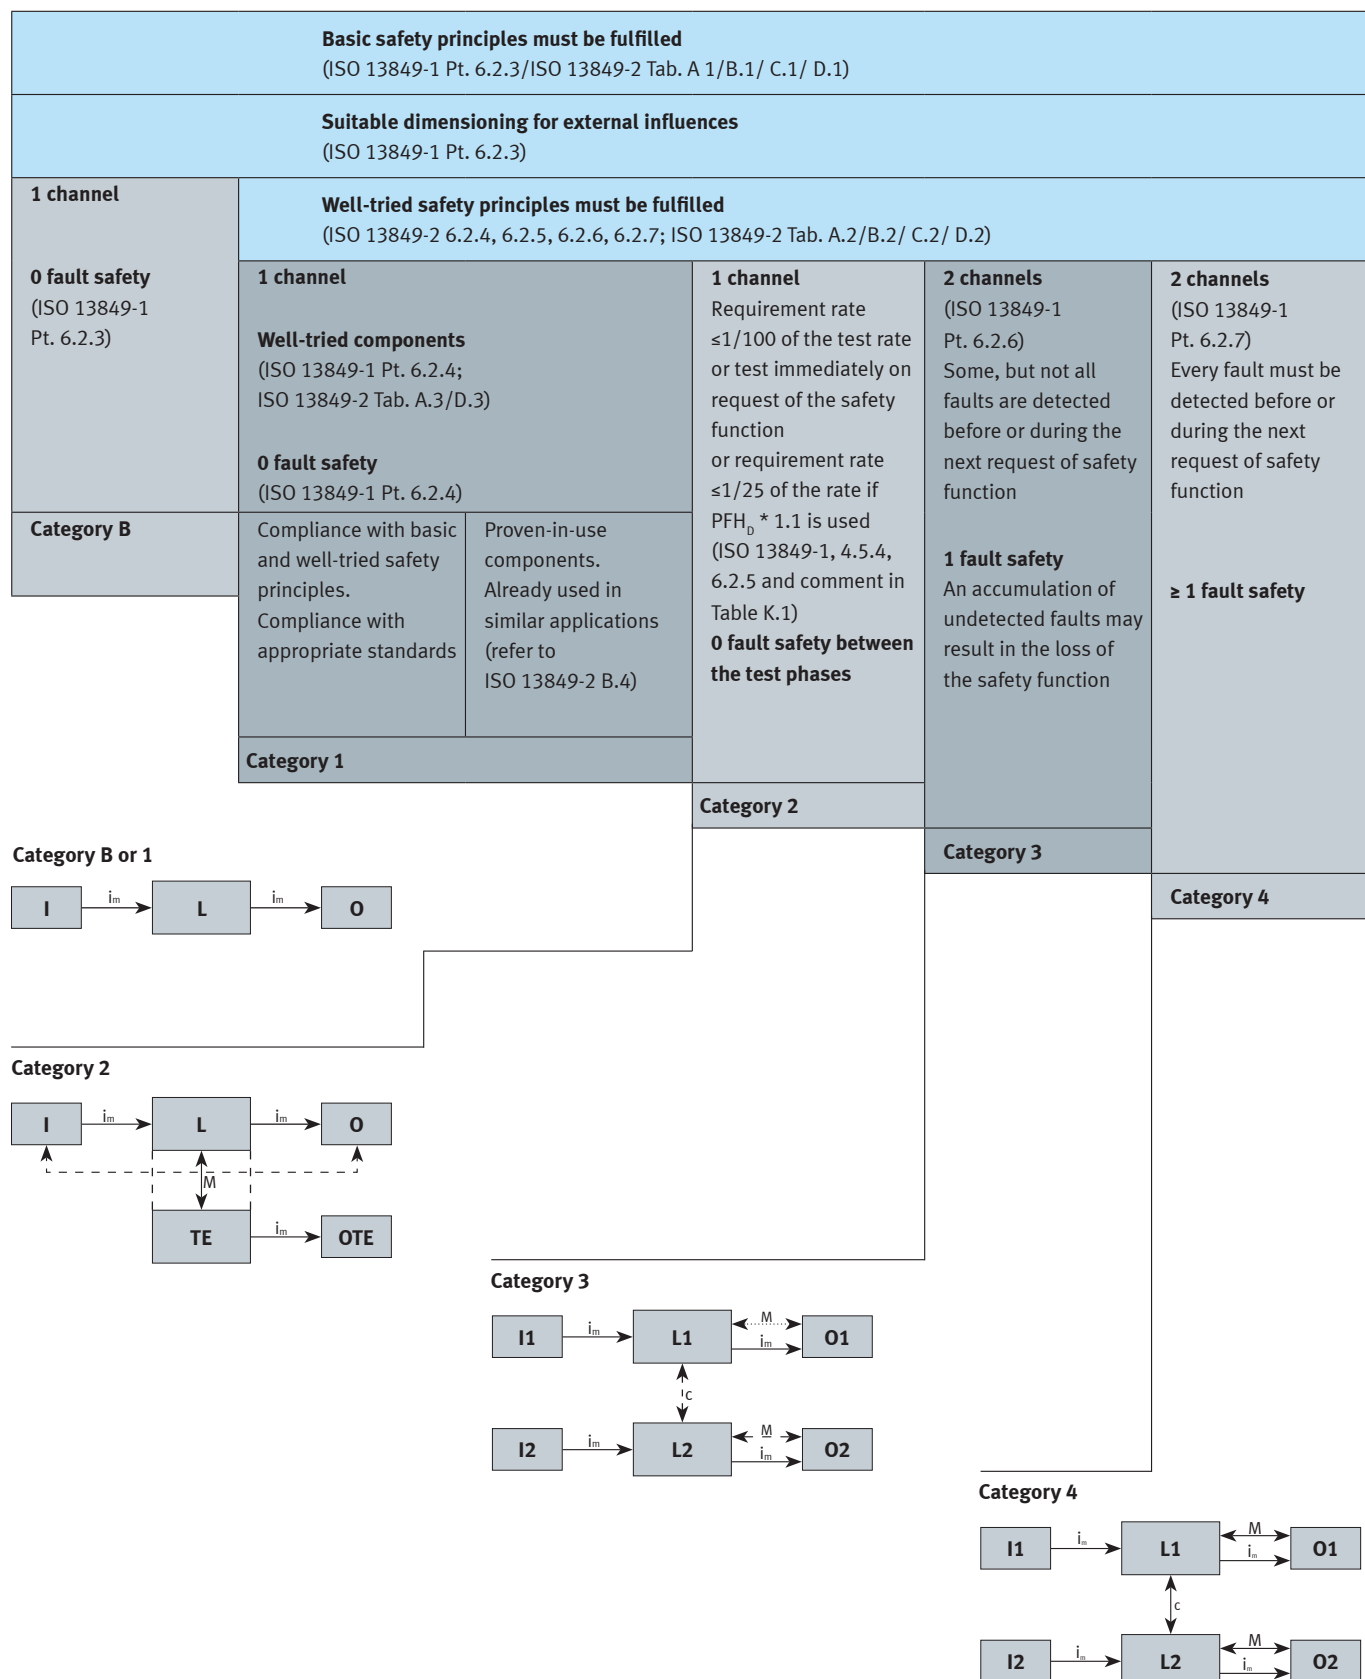 Basic safety principles must be fulfilled
(ISO 13849-1 Pt. 6.2.3/ISO 13849-2 Tab. A 1/B.1/ C.1/ D.1)
Suitable dimensioning for external influences
(ISO 13849-1 Pt. 6.2.3)
1 channel
0 fault safety
(ISO 13849-1
Pt. 6.2.3)
Category B
Well-tried safety principles must be fulfilled
(ISO 13849-2 6.2.4, 6.2.5, 6.2.6, 6.2.7; ISO 13849-2 Tab. A.2/B.2/ C.2/ D.2)
1 channel
Well-tried components
(ISO 13849-1 Pt. 6.2.4;
ISO 13849-2 Tab. A.3/D.3)
0 fault safety
(ISO 13849-1 Pt. 6.2.4)
Compliance with basic
and well-tried safety
principles.
Compliance with
appropriate standards
Proven-in-use
components.
Already used in
similar applications
(refer to
ISO 13849-2 B.4)
Category 1
1 channel
Requirement rate
≤1/100 of the test rate
or test immediately on
request of the safety
function
or requirement rate
≤1/25 of the rate if
PFHD * 1.1 is used
(ISO 13849-1, 4.5.4,
6.2.5 and comment in
Table K.1)
0 fault safety between
the test phases
Category 2
2 channels
(ISO 13849-1
Pt. 6.2.6)
Some, but not all
faults are detected
before or during the
next request of safety
function
1 fault safety
An accumulation of
undetected faults may
result in the loss of
the safety function
Category 3
2 channels
(ISO 13849-1
Pt. 6.2.7)
Every fault must be
detected before or
during the next
request of safety
function
≥ 1 fault safety
Category 4
Category B or 1
I im L im O
Category 2
I im L im O
M
TE im OTE
Category 3
I1 im L1 M im O1
c
I2 im L2 M im O2
Category 4
I1 im L1 M im O1
c
I2 im L2 M im O2